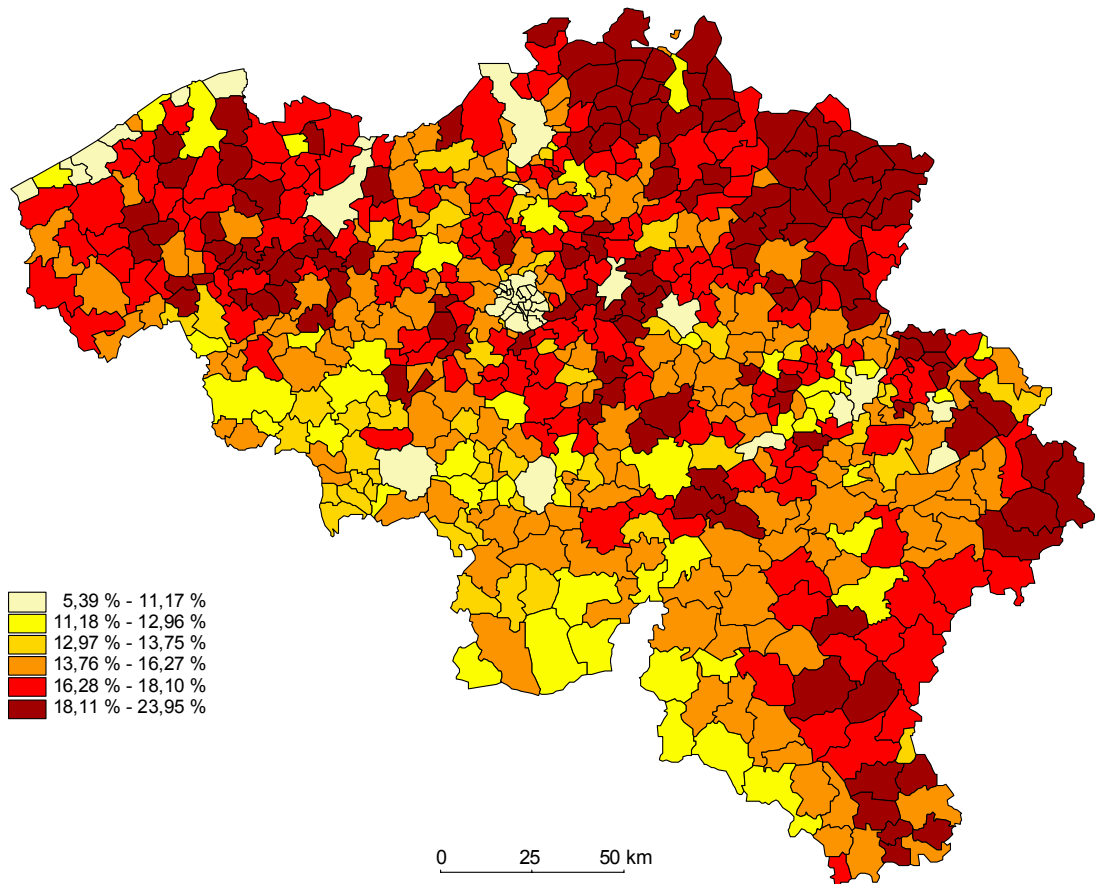 5,39 % - 11,17 %
11,18 % - 12,96 %
12,97 % - 13,75 %
13,76 % - 16,27 %
16,28 % - 18,10 %
18,11 % - 23,95 %
0 25 50 km